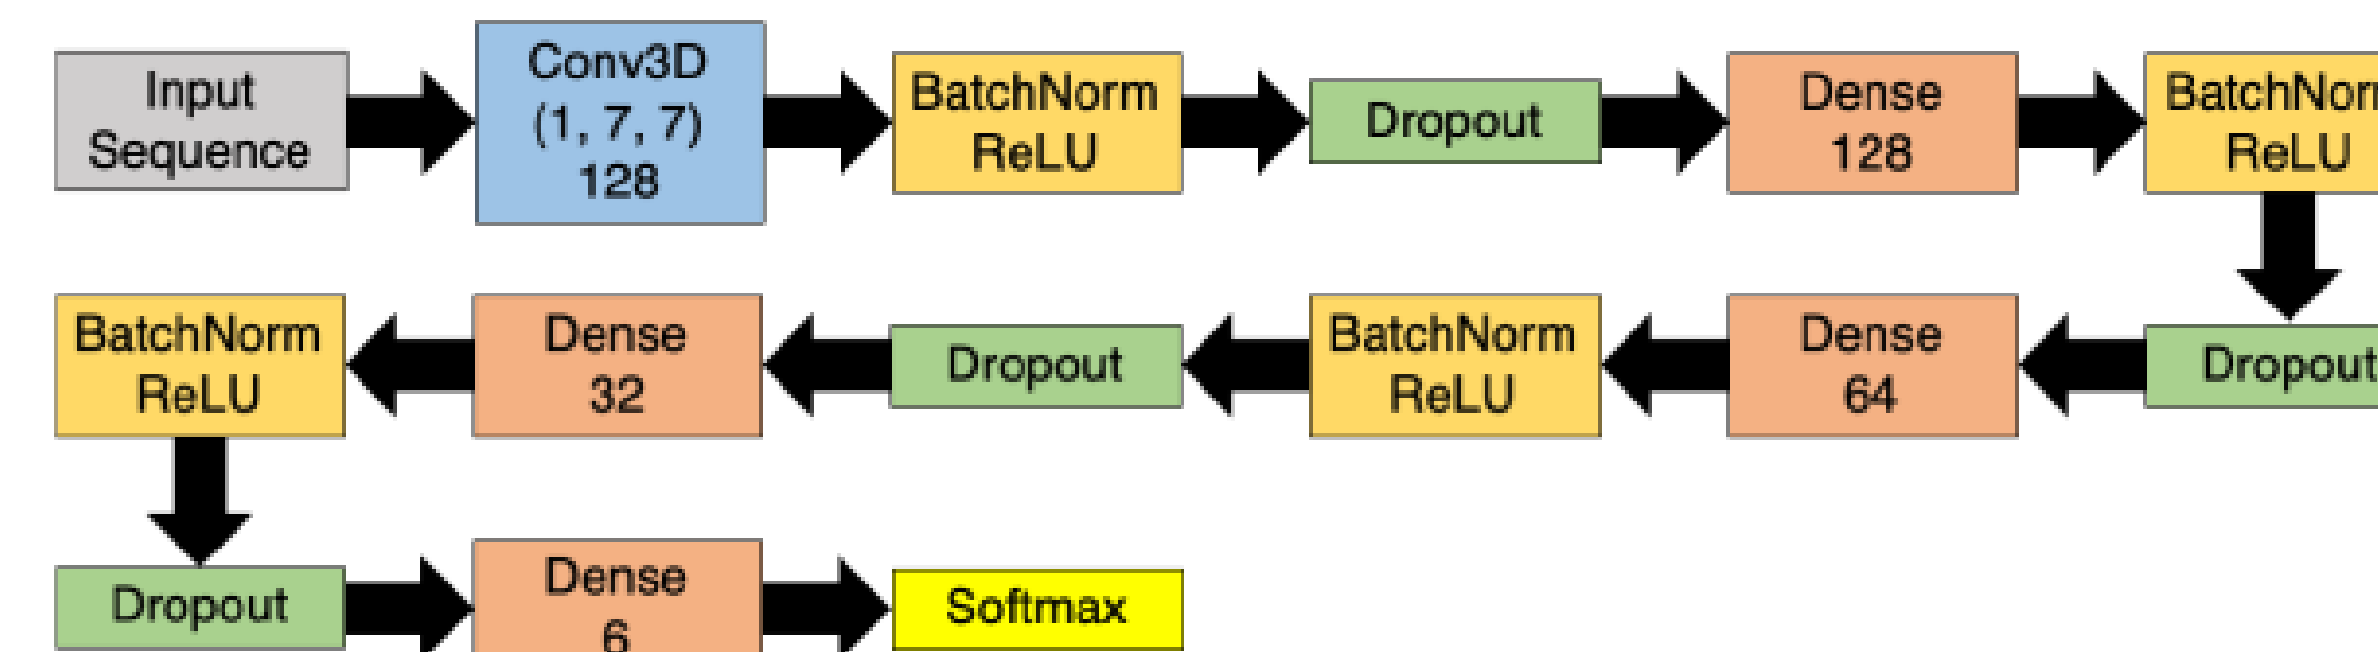 Input
Sequence
Conv3D
(1, 7, 7)
128
BatchNorm
ReLU
Dropout
Dense
128
ReLU
Dropout
Dense
64
BatchNorm
ReLU
Dropout
Dense
32
BatchNorm
ReLU
Dropout
Dense
6
Softmax